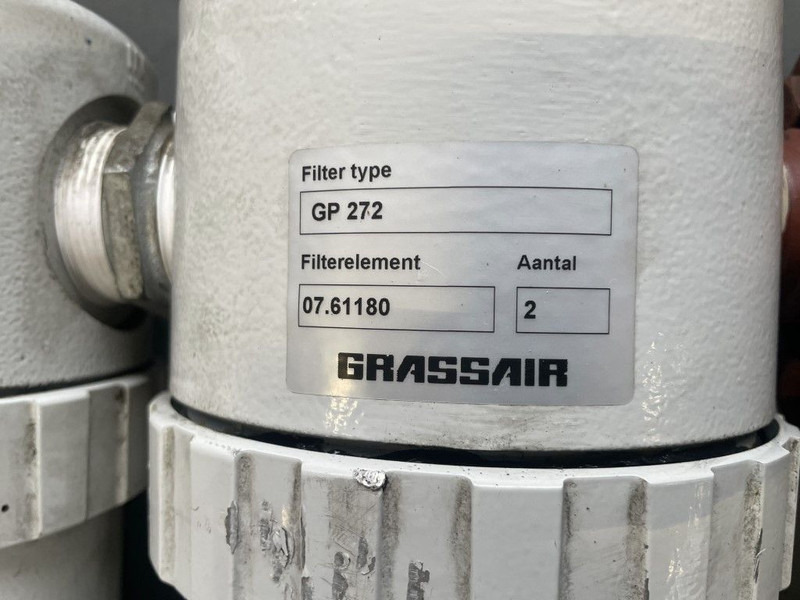 Filter type
GP 272
Filterelement Aantal
07.61180 2
GRASSAIR